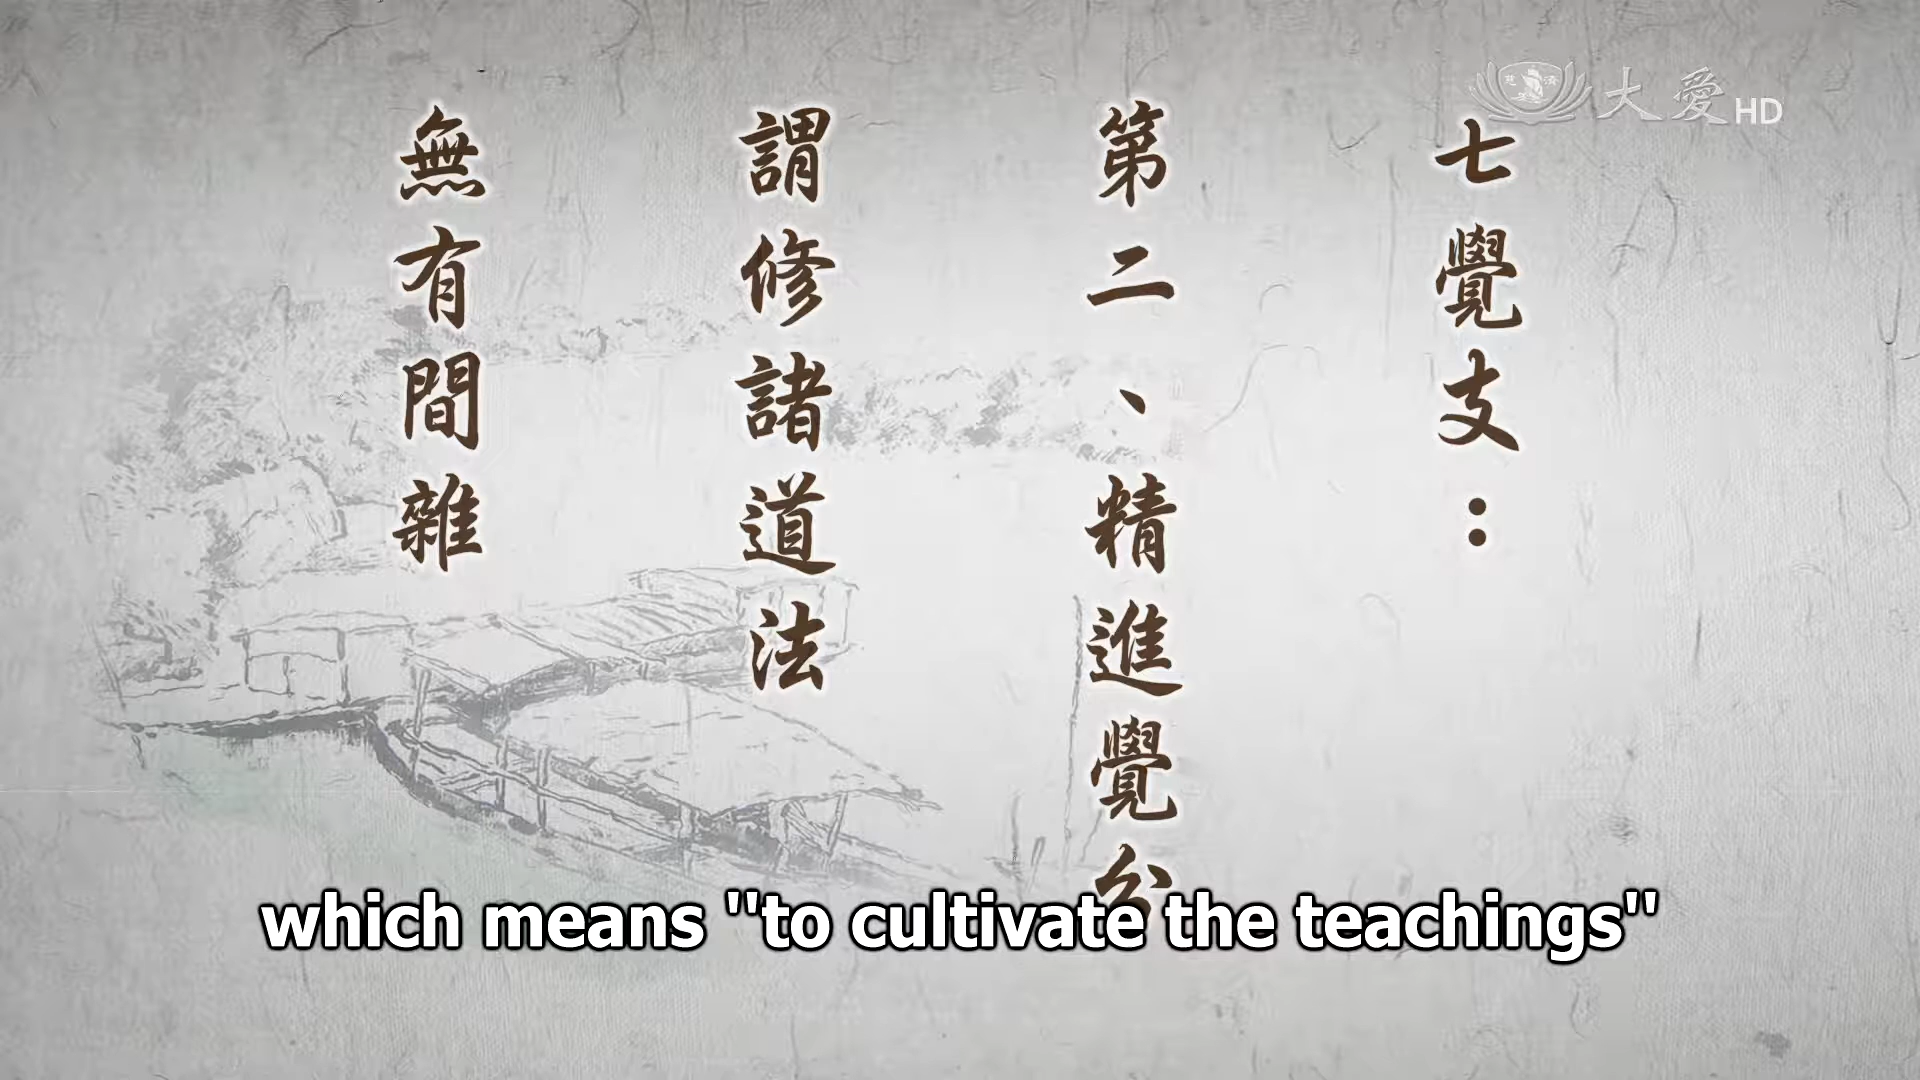 大愛HD
七覺支：
第二、精進覺分
謂修諸道法
無有間雜
which means "to cultivate the teachings"